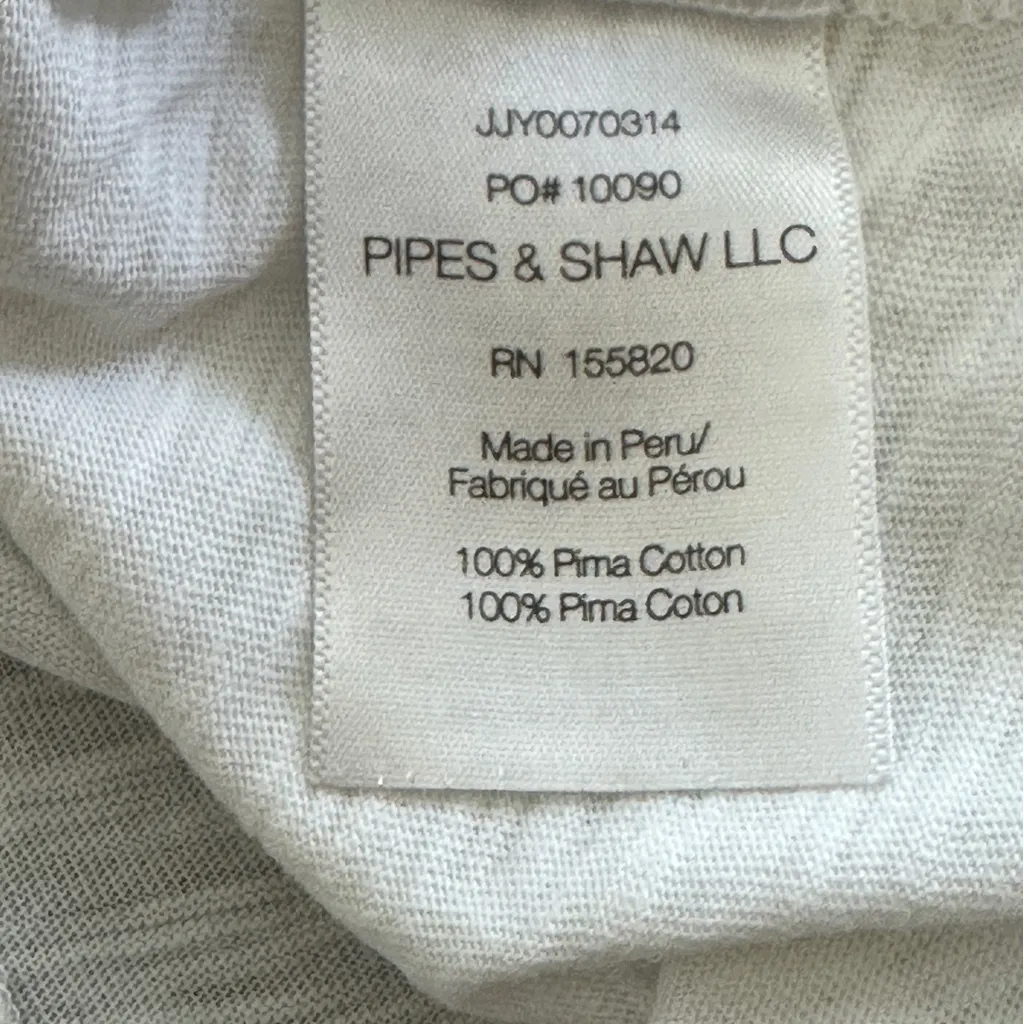 JJY0070314
PO# 10090
PIPES & SHAW LLC
RN 155820
Made in Peru/
Fabriqué au Pérou
100% Pima Cotton
100% Pima Coton